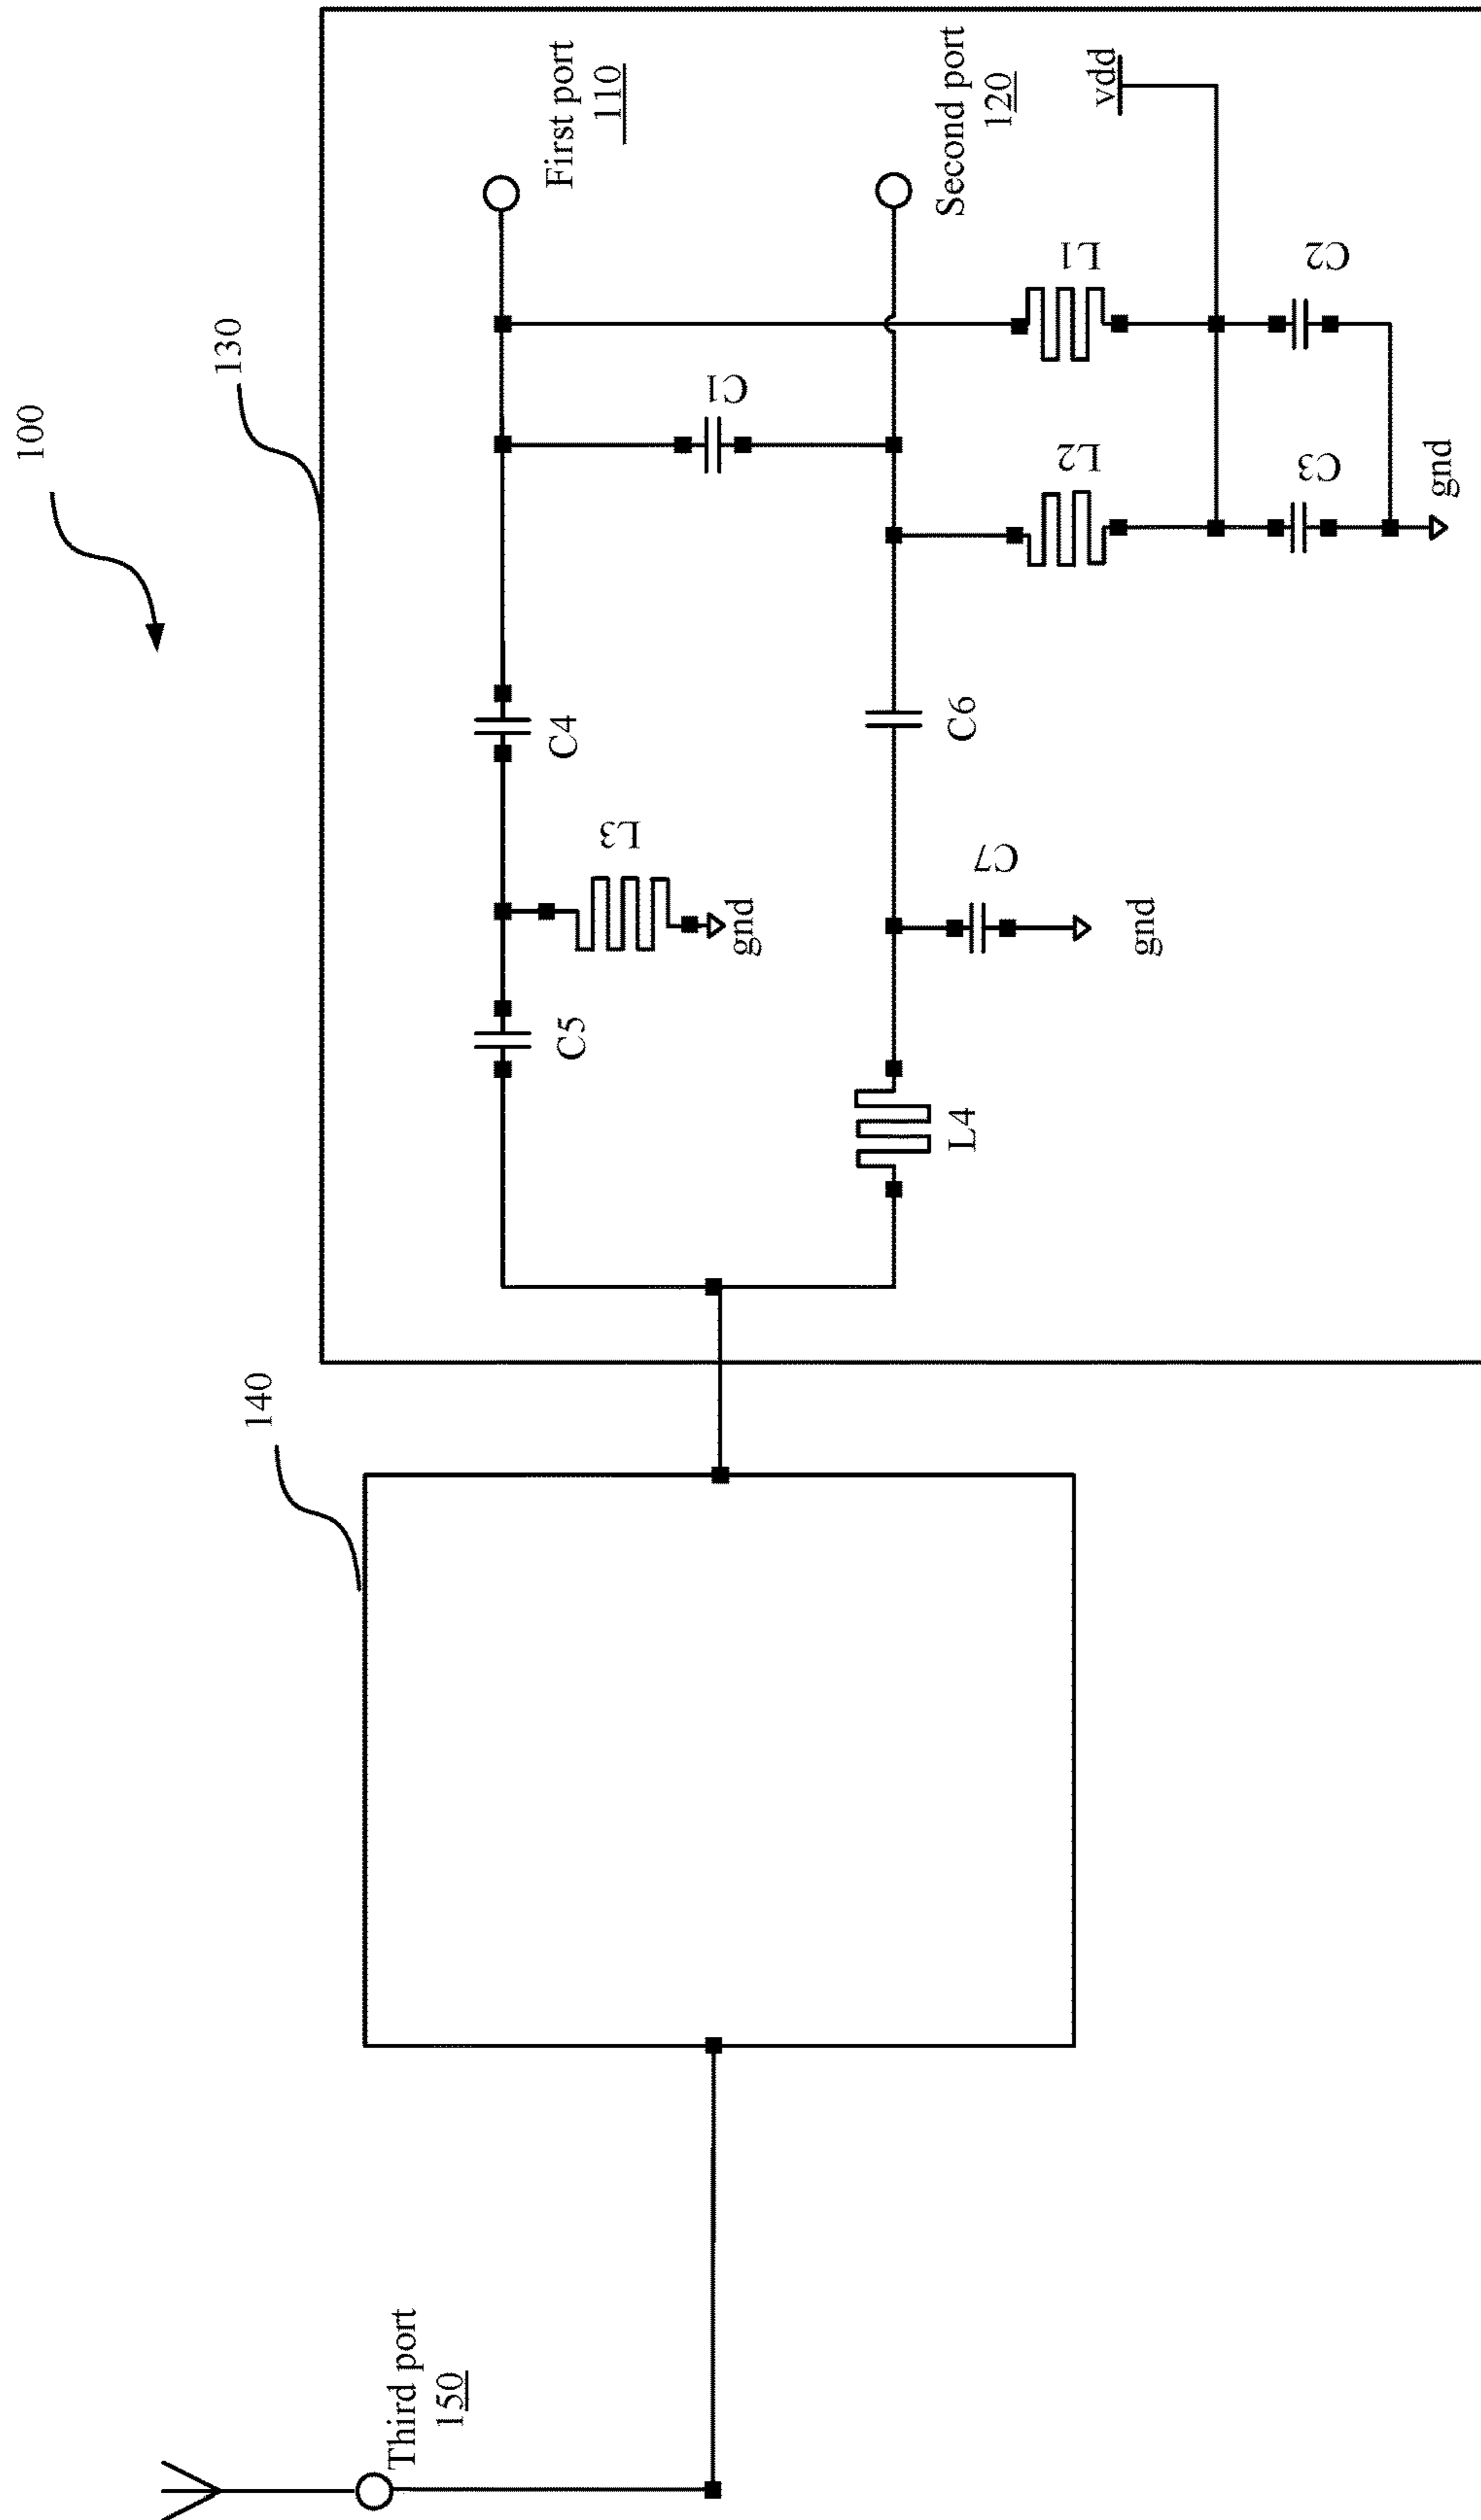 100
130
First port
110
Second port
120
vdd
L1
C2
C1
L2
C3
gnd
C4
C6
L3
gnd
C7
gnd
C5
L4
140
Third port
150